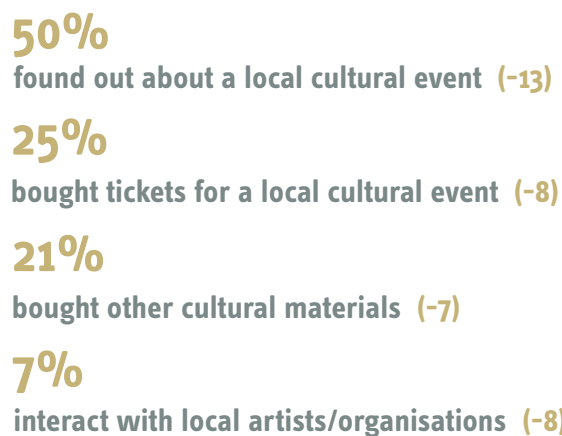 50%
found out about a local cultural event (-13)
25%
bought tickets for a local cultural event (-8)
21%
bought other cultural materials (-7)
7%
interact with local artists/organisations (-8)